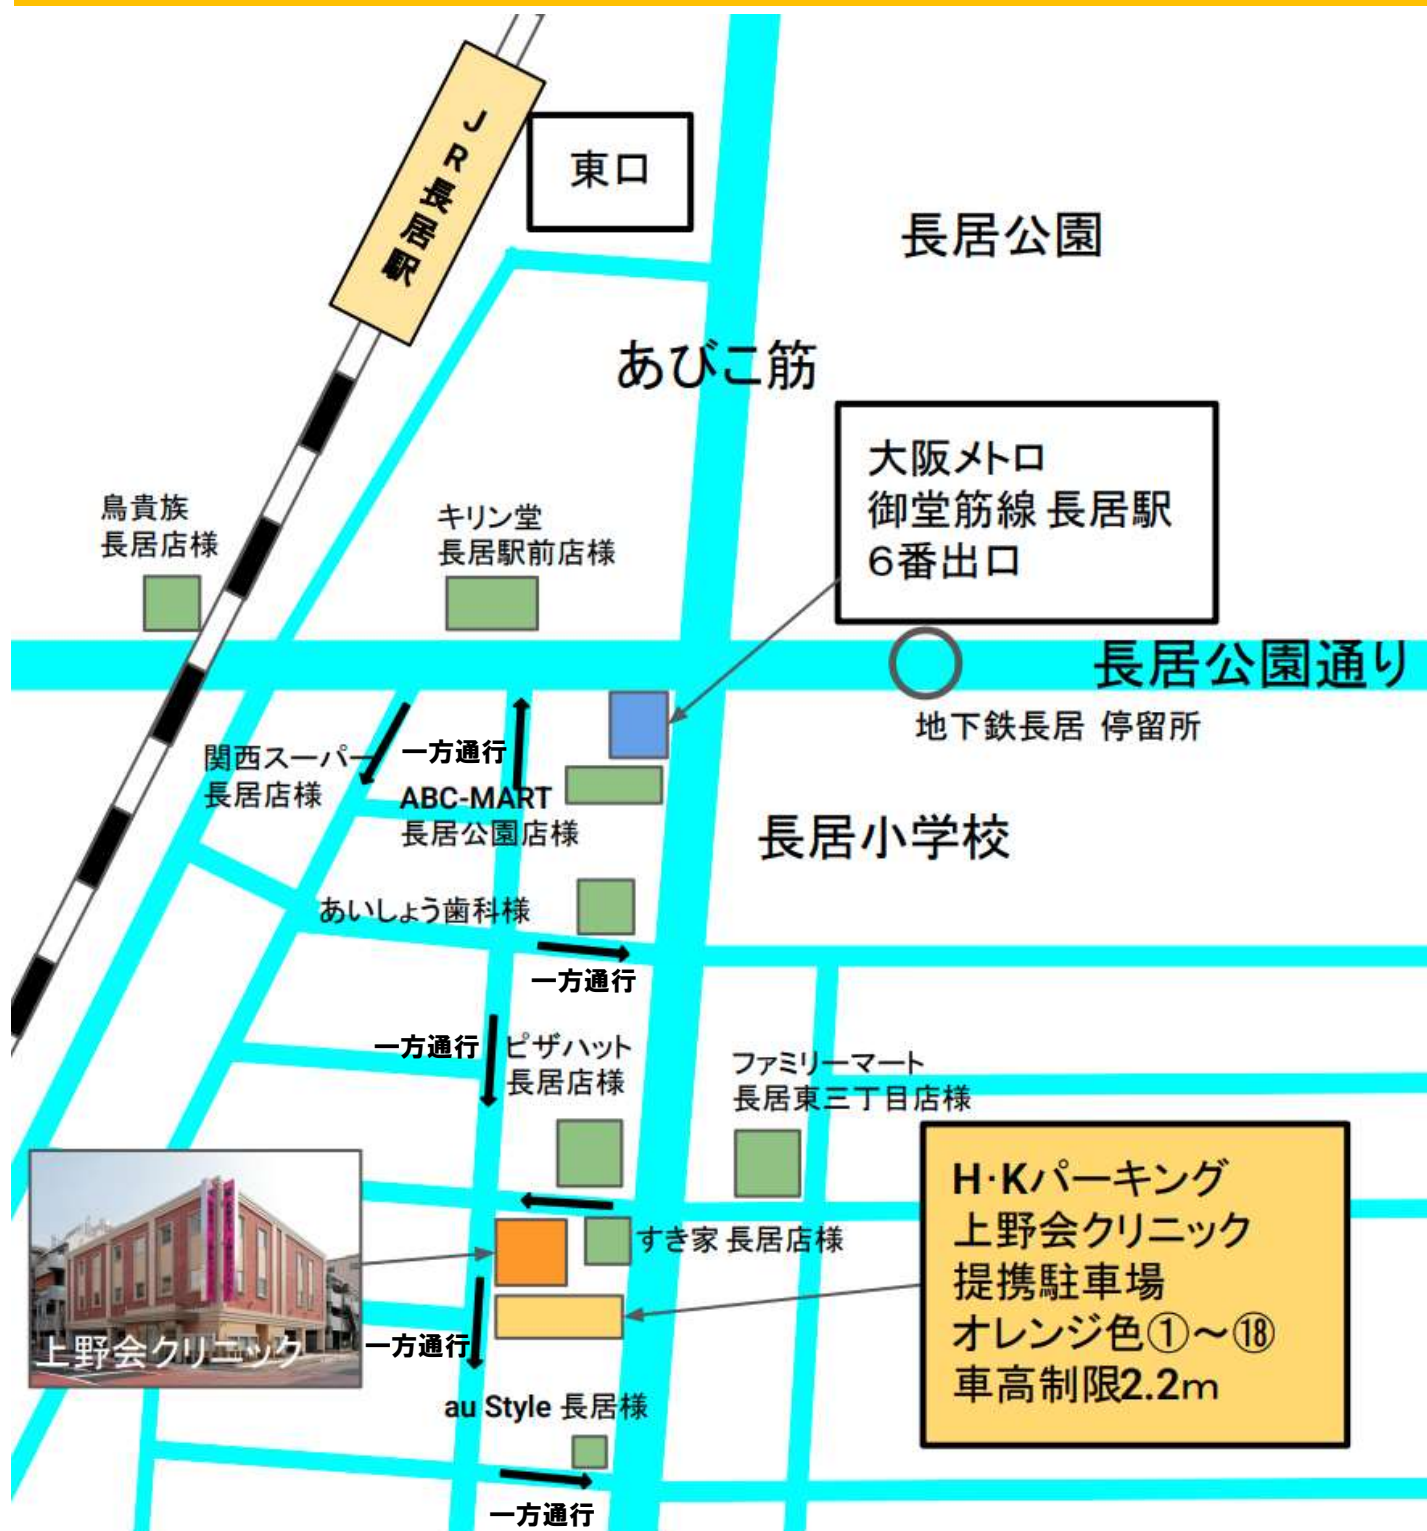 JR長居駅
東口
長居公園
あびこ筋
大阪メトロ
御堂筋線 長居駅
6番出口
鳥貴族
長居店様
キリン堂
長居駅前店様
長居公園通り
地下鉄長居 停留所
関西スーパー
長居店様
一方通行
ABC-MART
長居公園店様
長居小学校
あいしょう歯科様
一方通行
一方通行
ピザハット
長居店様
ファミリーマート
長居東三丁目店様
H·Kパーキング
上野会クリニック
提携駐車場
オレンジ色①～⑱
車高制限2.2m
すき家 長居店様
上野会クリニック
一方通行
au Style 長居様
一方通行